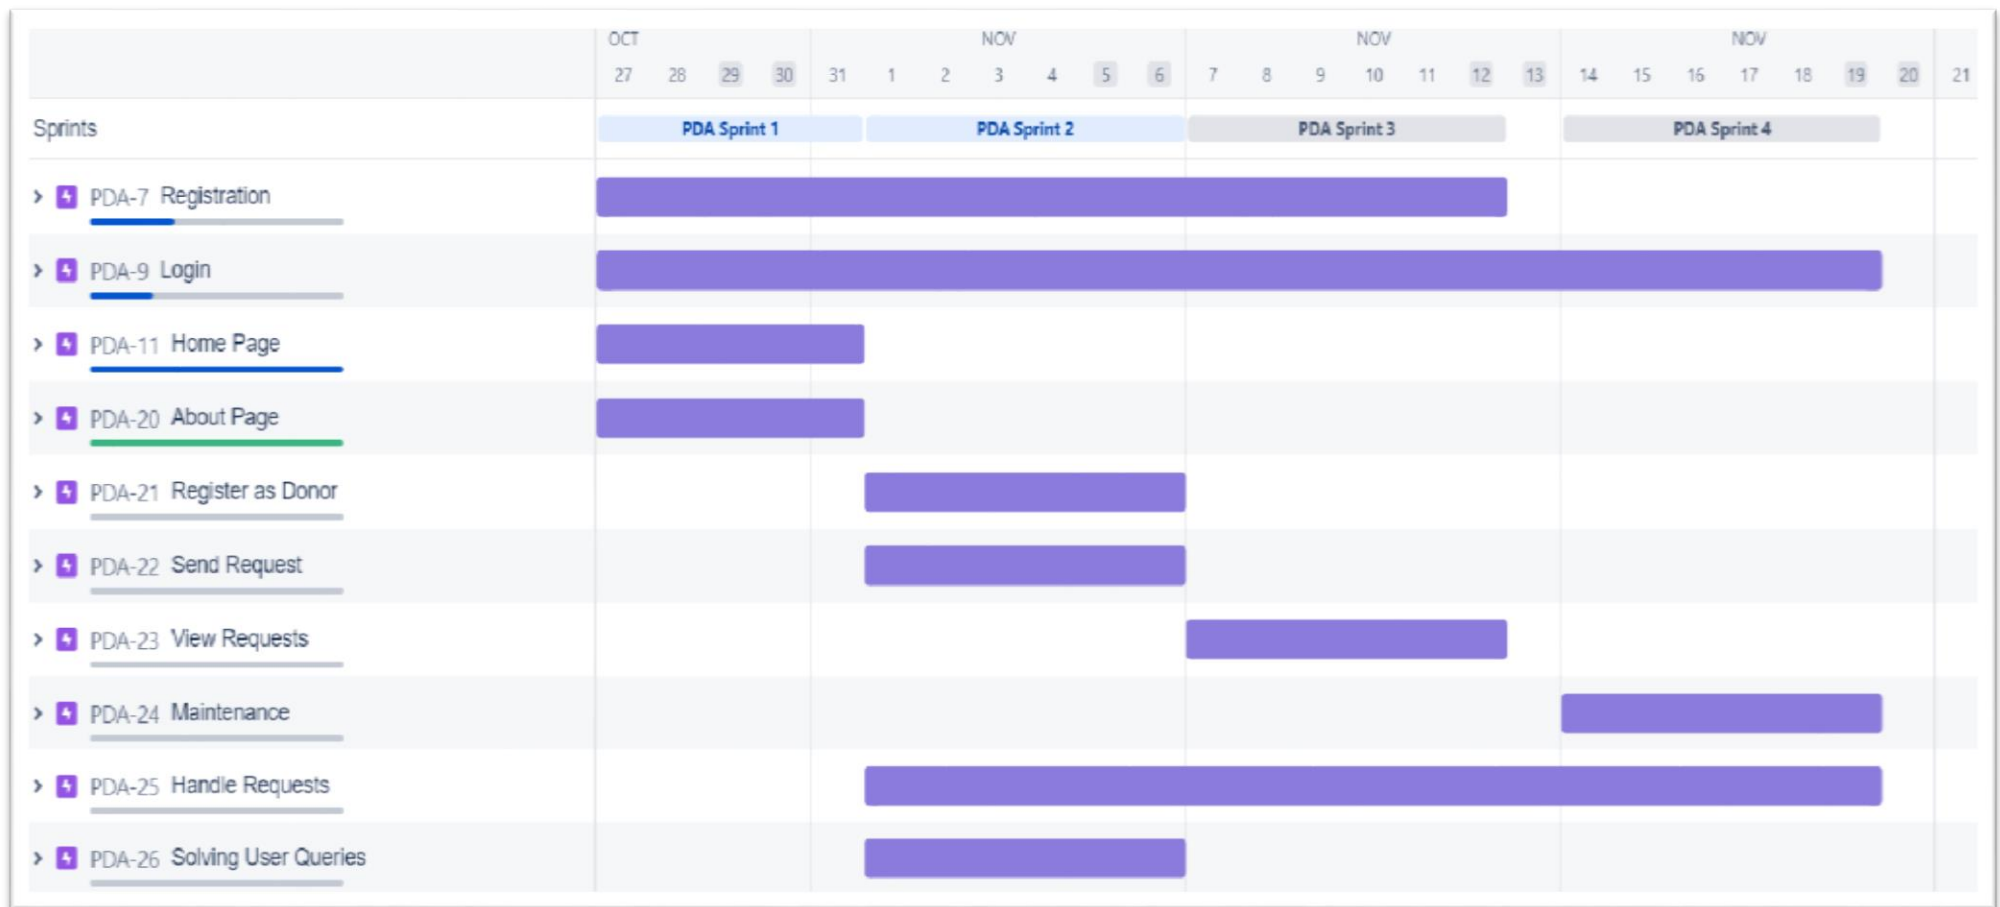 OCT NOV NOV NOV
27 28 29 30 31 1 2 3 4 5 6 7 8 9 10 11 12 13 14 15 16 17 18 19 20 21
Sprints PDA Sprint 1 PDA Sprint 2 PDA Sprint 3 PDA Sprint 4
PDA-7 Registration
PDA-9 Login
PDA-11 Home Page
PDA-20 About Page
PDA-21 Register as Donor
PDA-22 Send Request
PDA-23 View Requests
PDA-24 Maintenance
PDA-25 Handle Requests
PDA-26 Solving User Queries